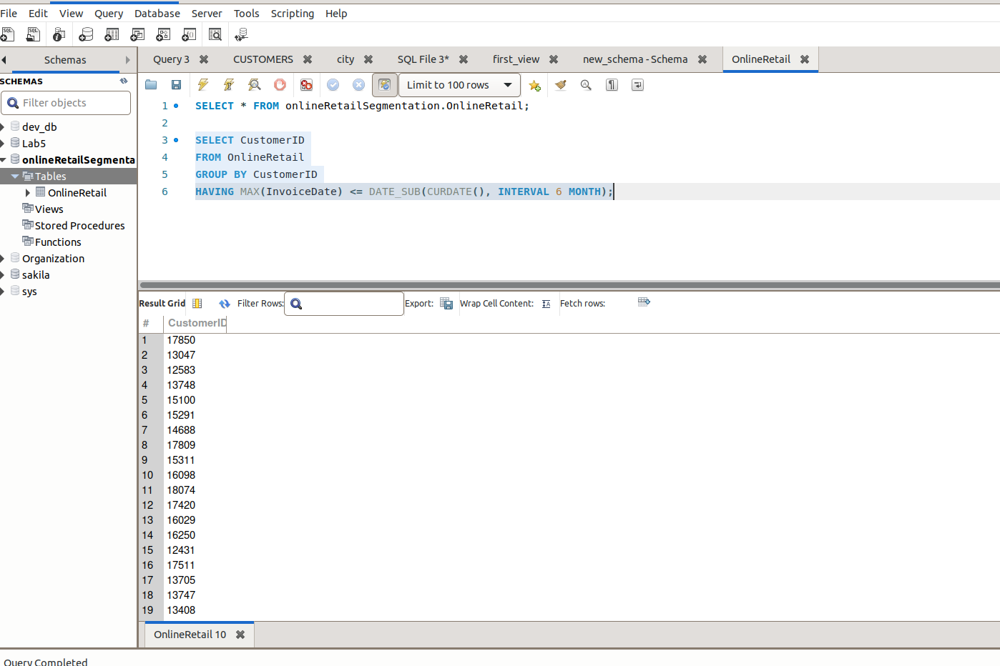 File Edit View Query Database Server Tools Scripting Help
Schemas
Query 3 CUSTOMERS city SQL File 3* first_view new_schema - Schema OnlineRetail
SCHEMAS
Filter objects
dev_db
Lab5
onlineRetailSegmenta
Tables
OnlineRetail
Views
Stored Procedures
Functions
Organization
sakila
sys
Limit to 100 rows
1 SELECT * FROM onlineRetailSegmentation.OnlineRetail;
2
3 SELECT CustomerID
4 FROM OnlineRetail
5 GROUP BY CustomerID
6 HAVING MAX(InvoiceDate) <= DATE_SUB(CURDATE(), INTERVAL 6 MONTH);
Result Grid Filter Rows: Export: Wrap Cell Content: Fetch rows:
# CustomerID
1 17850
2 13047
3 12583
4 13748
5 15100
6 15291
7 14688
8 17809
9 15311
10 16098
11 18074
12 17420
13 16029
14 16250
15 12431
16 17511
17 13705
18 13747
19 13408
OnlineRetail 10
Query Completed